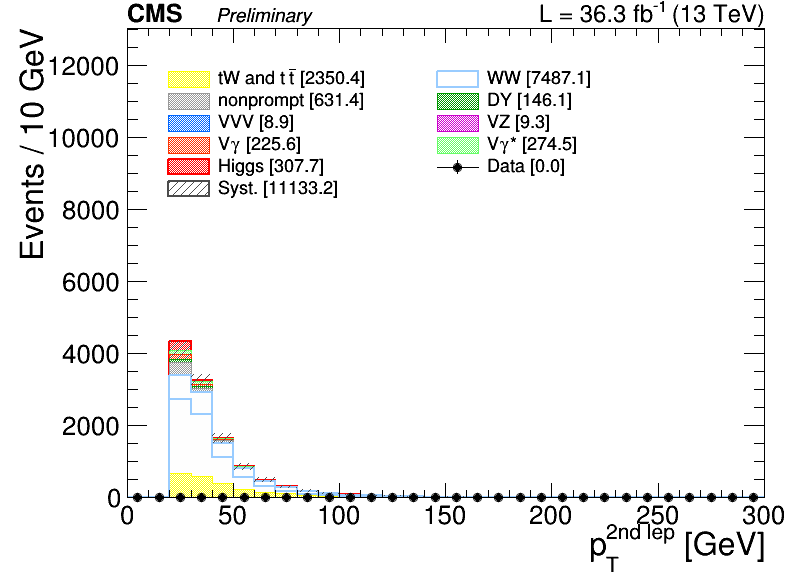 CMS Preliminary L = 36.3 fb⁻¹ (13 TeV)
Events / 10 GeV
12000
10000
8000
6000
4000
2000
0
tW and t t̄ [2350.4]
nonprompt [631.4]
VVV [8.9]
Vγ [225.6]
Higgs [307.7]
Syst. [11133.2]
WW [7487.1]
DY [146.1]
VZ [9.3]
Vγ* [274.5]
Data [0.0]
0 50 100 150 200 250 300
p_T^2nd lep [GeV]